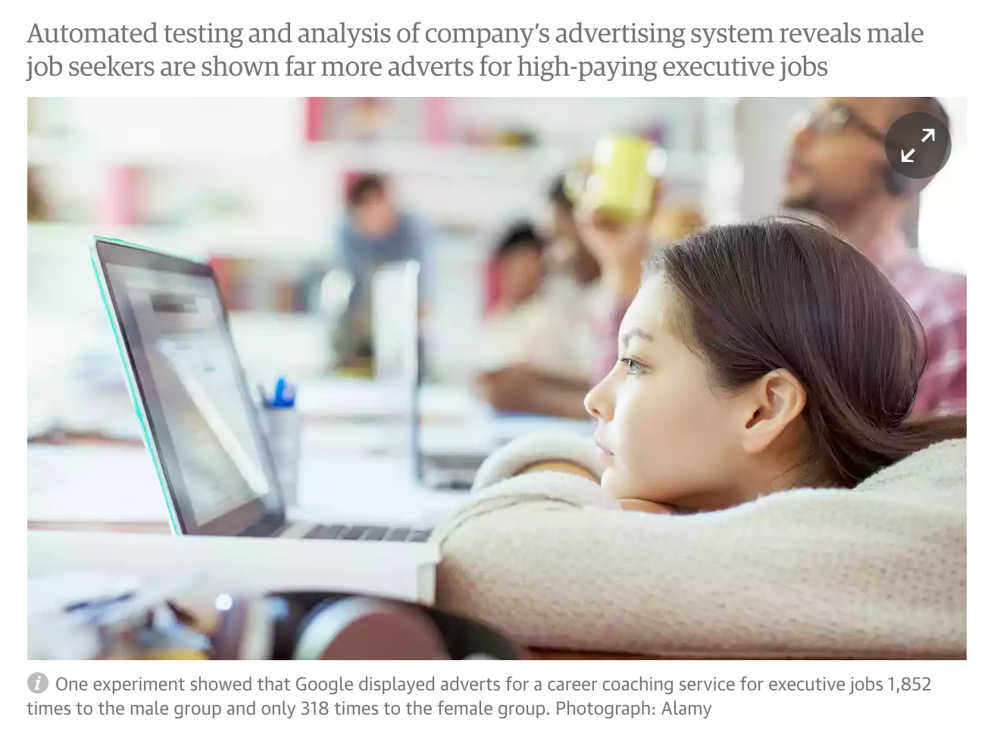 Automated testing and analysis of company’s advertising system reveals male
job seekers are shown far more adverts for high-paying executive jobs
One experiment showed that Google displayed adverts for a career coaching service for executive jobs 1,852
times to the male group and only 318 times to the female group. Photograph: Alamy